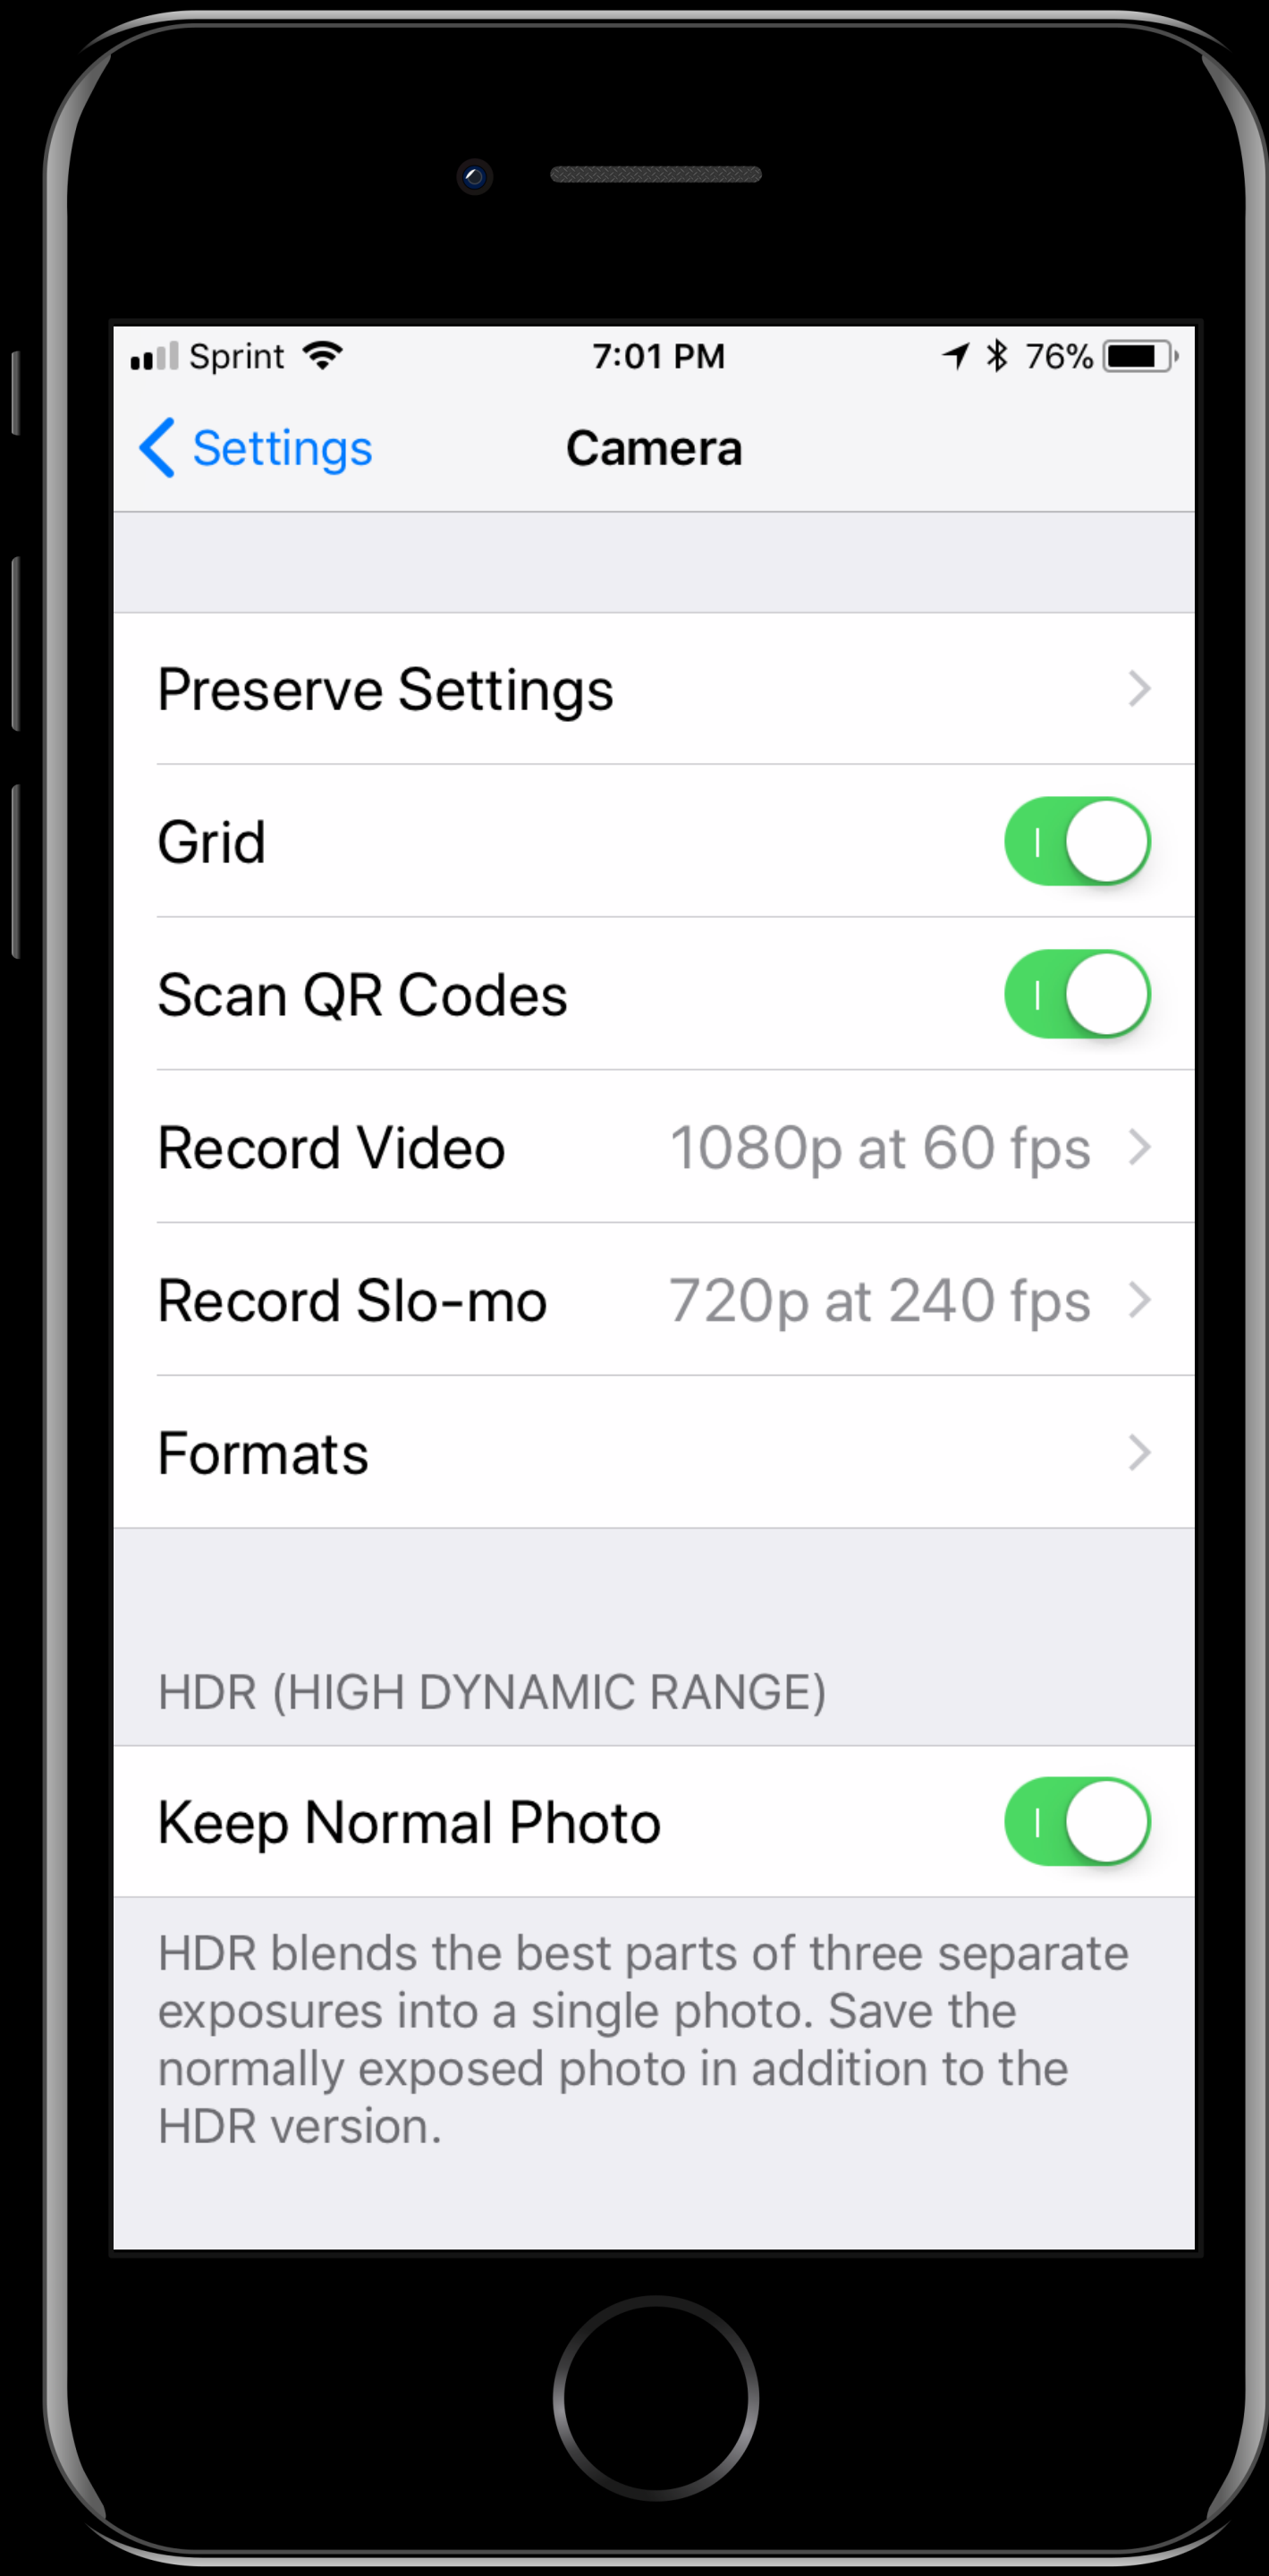 Sprint 7:01 PM 76%
Settings Camera
Preserve Settings
Grid
Scan QR Codes
Record Video 1080p at 60 fps
Record Slo-mo 720p at 240 fps
Formats
HDR (HIGH DYNAMIC RANGE)
Keep Normal Photo
HDR blends the best parts of three separate
exposures into a single photo. Save the
normally exposed photo in addition to the
HDR version.